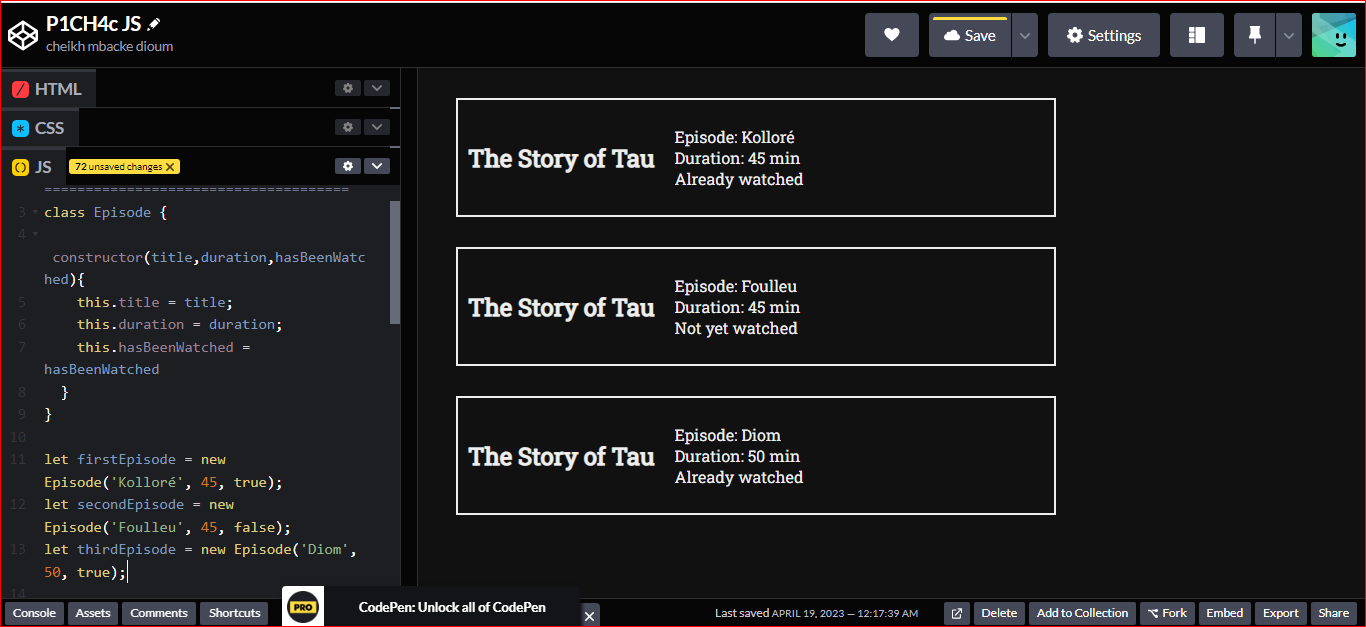 P1CH4c JS
cheikh mbacke dioum
Save
Settings
HTML
CSS
JS
72 unsaved changes X
=====================================
3 class Episode {
4
constructor(title,duration,hasBeenWatc
hed){
5 this.title = title;
6 this.duration = duration;
7 this.hasBeenWatched =
hasBeenWatched
8 }
9 }
10
11 let firstEpisode = new
Episode('Kolloré', 45, true);
12 let secondEpisode = new
Episode('Foulleu', 45, false);
13 let thirdEpisode = new Episode('Diom',
50, true);
14
The Story of Tau
Episode: Kolloré
Duration: 45 min
Already watched
The Story of Tau
Episode: Foulleu
Duration: 45 min
Not yet watched
The Story of Tau
Episode: Diom
Duration: 50 min
Already watched
Console
Assets
Comments
Shortcuts
PRO
CodePen: Unlock all of CodePen
Last saved APRIL 19, 2023 — 12:17:39 AM
Delete
Add to Collection
Fork
Embed
Export
Share